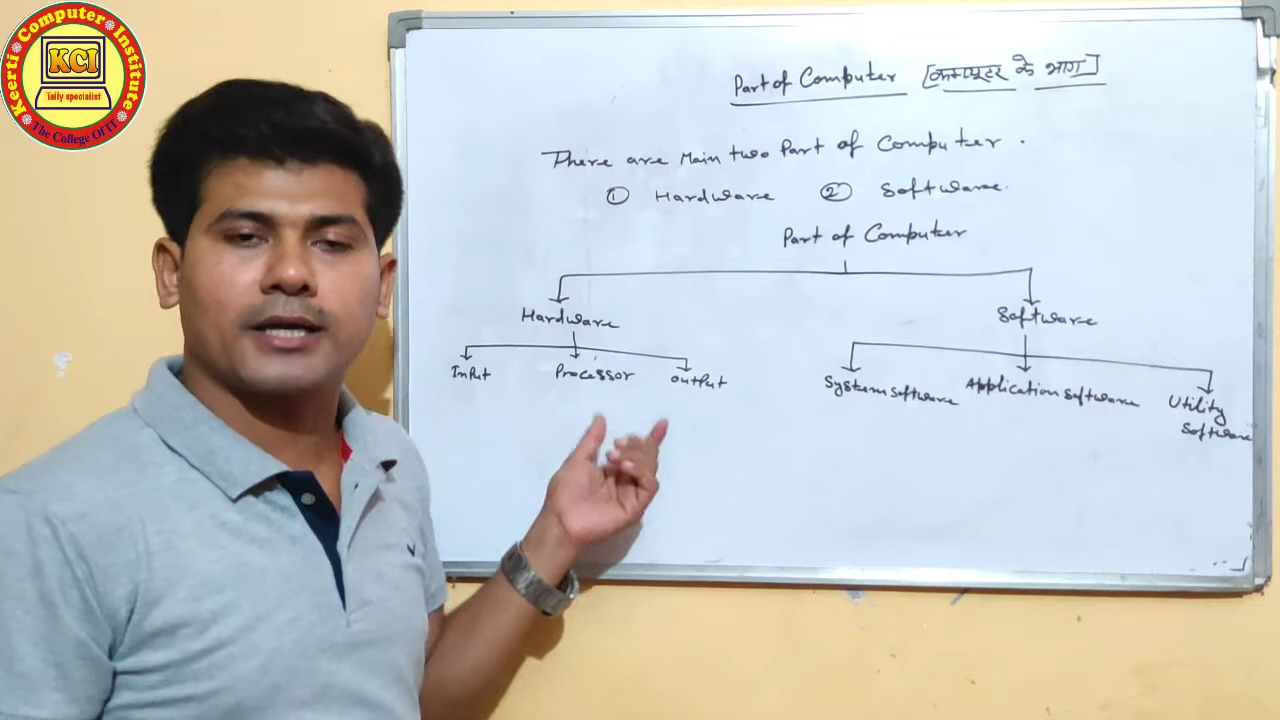 Keerti Computer Institute
KCI
Tally specialist
The College Of IT
Part of Computer [कम्प्यूटर के भाग]
There are Main two Part of Computer.
① Hardware ② Software.
Part of Computer
Hardware Software
Input Processor Output
System Software Application Software Utility Software